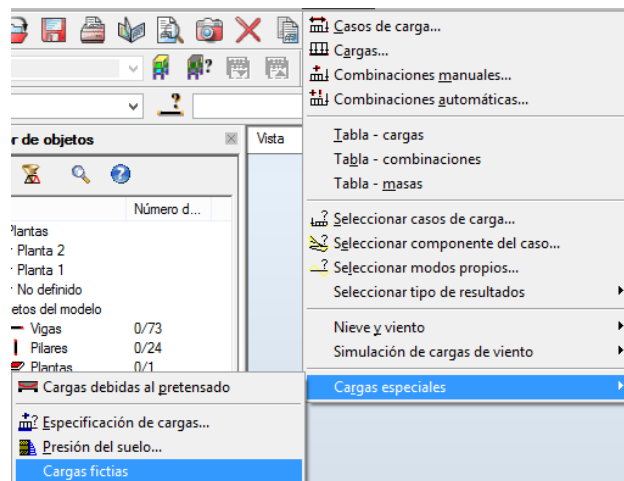 Casos de carga...
Cargas...
Combinaciones manuales...
Combinaciones automáticas...
Tabla - cargas
Tabla - combinaciones
Tabla - masas
Seleccionar casos de carga...
Seleccionar componente del caso...
Seleccionar modos propios...
Seleccionar tipo de resultados
Nieve y viento
Simulación de cargas de viento
Cargas especiales
r de objetos
Vista
Número d...
Plantas
Planta 2
Planta 1
No definido
etos del modelo
Vigas 0/73
Pilares 0/24
Plantas 0/1
Cargas debidas al pretensado
Especificación de cargas...
Presión del suelo...
Cargas fictias